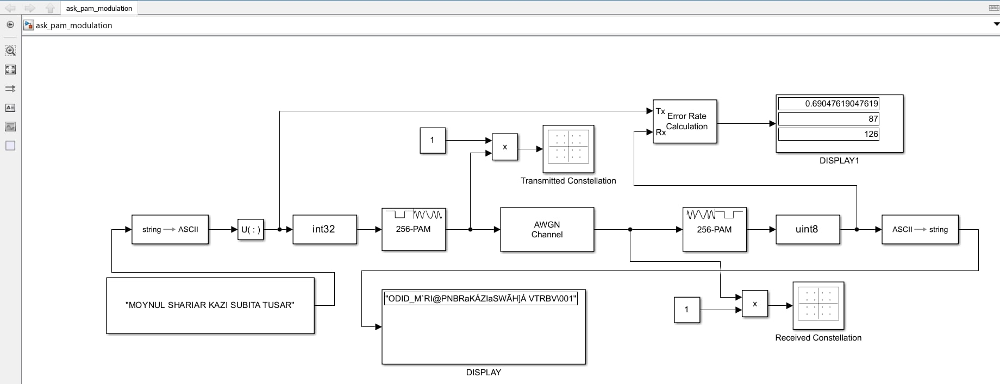 ask_pam_modulation
ask_pam_modulation
0.69047619047619
87
126
DISPLAY1
Tx
Error Rate
Calculation
Rx
1
x
Transmitted Constellation
string → ASCII
U( : )
int32
256-PAM
AWGN
Channel
256-PAM
uint8
ASCII → string
"MOYNUL SHARIAR KAZI SUBITA TUSAR"
"ODID_M`RI@PNBRaKÁZIaSWÃH]Á VTRBV\001"
DISPLAY
1
x
Received Constellation